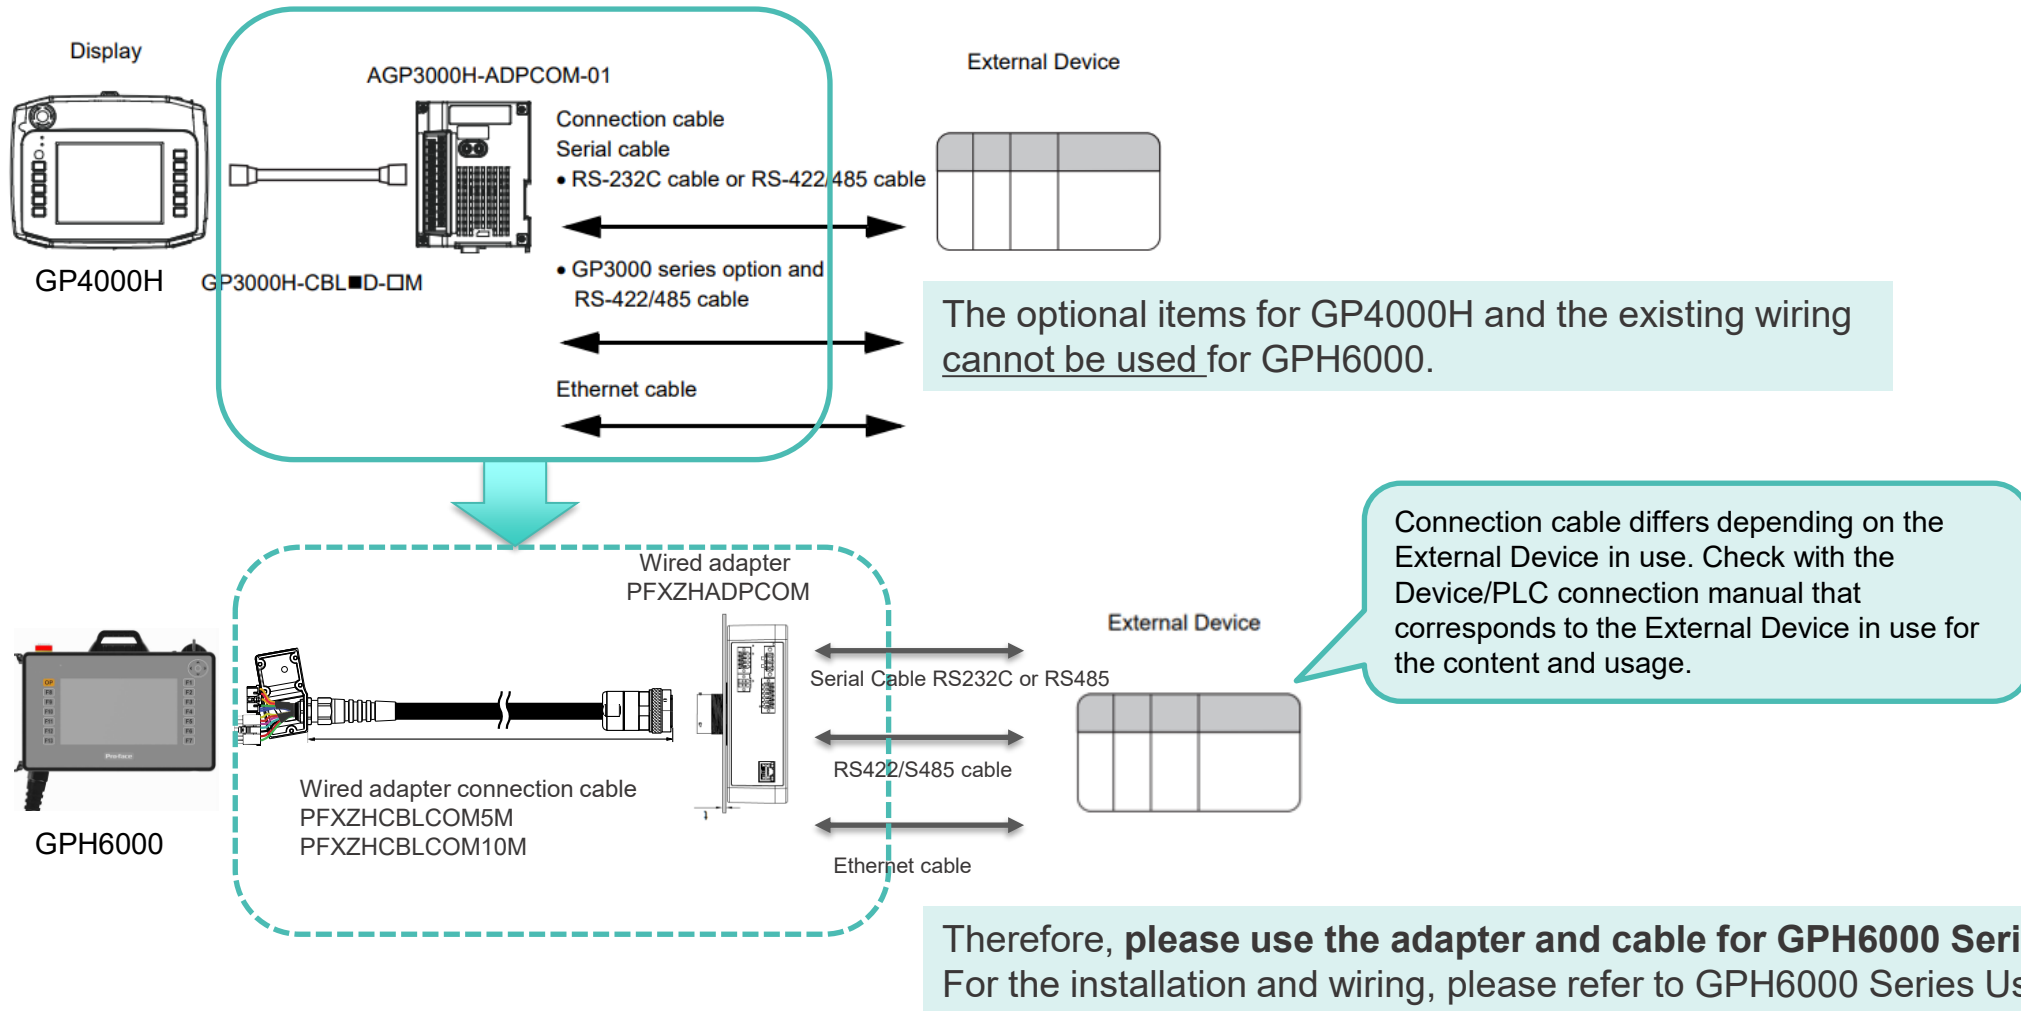 Display
AGP3000H-ADPCOM-01
External Device
Connection cable
Serial cable
• RS-232C cable or RS-422/485 cable
GP4000H
GP3000H-CBL■D-□M
• GP3000 series option and
RS-422/485 cable
Ethernet cable
The optional items for GP4000H and the existing wiring
cannot be used for GPH6000.
Connection cable differs depending on the
External Device in use. Check with the
Device/PLC connection manual that
corresponds to the External Device in use for
the content and usage.
Wired adapter
PFXZHADPCOM
External Device
Serial Cable RS232C or RS485
RS422/S485 cable
Ethernet cable
Wired adapter connection cable
PFXZHCBLCOM5M
PFXZHCBLCOM10M
Pro-face
GPH6000
Therefore, please use the adapter and cable for GPH6000 Seri
For the installation and wiring, please refer to GPH6000 Series Us